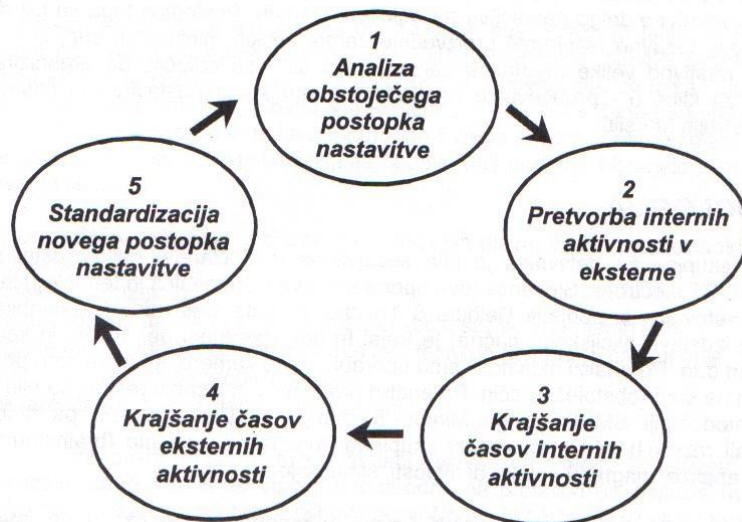 1
Analiza
obstoječega
postopka
nastavitve
2
Pretvorba internih
aktivnosti v
eksterne
3
Krajšanje
časov internih
aktivnosti
4
Krajšanje časov
eksternih
aktivnosti
5
Standardizacija
novega postopka
nastavitve